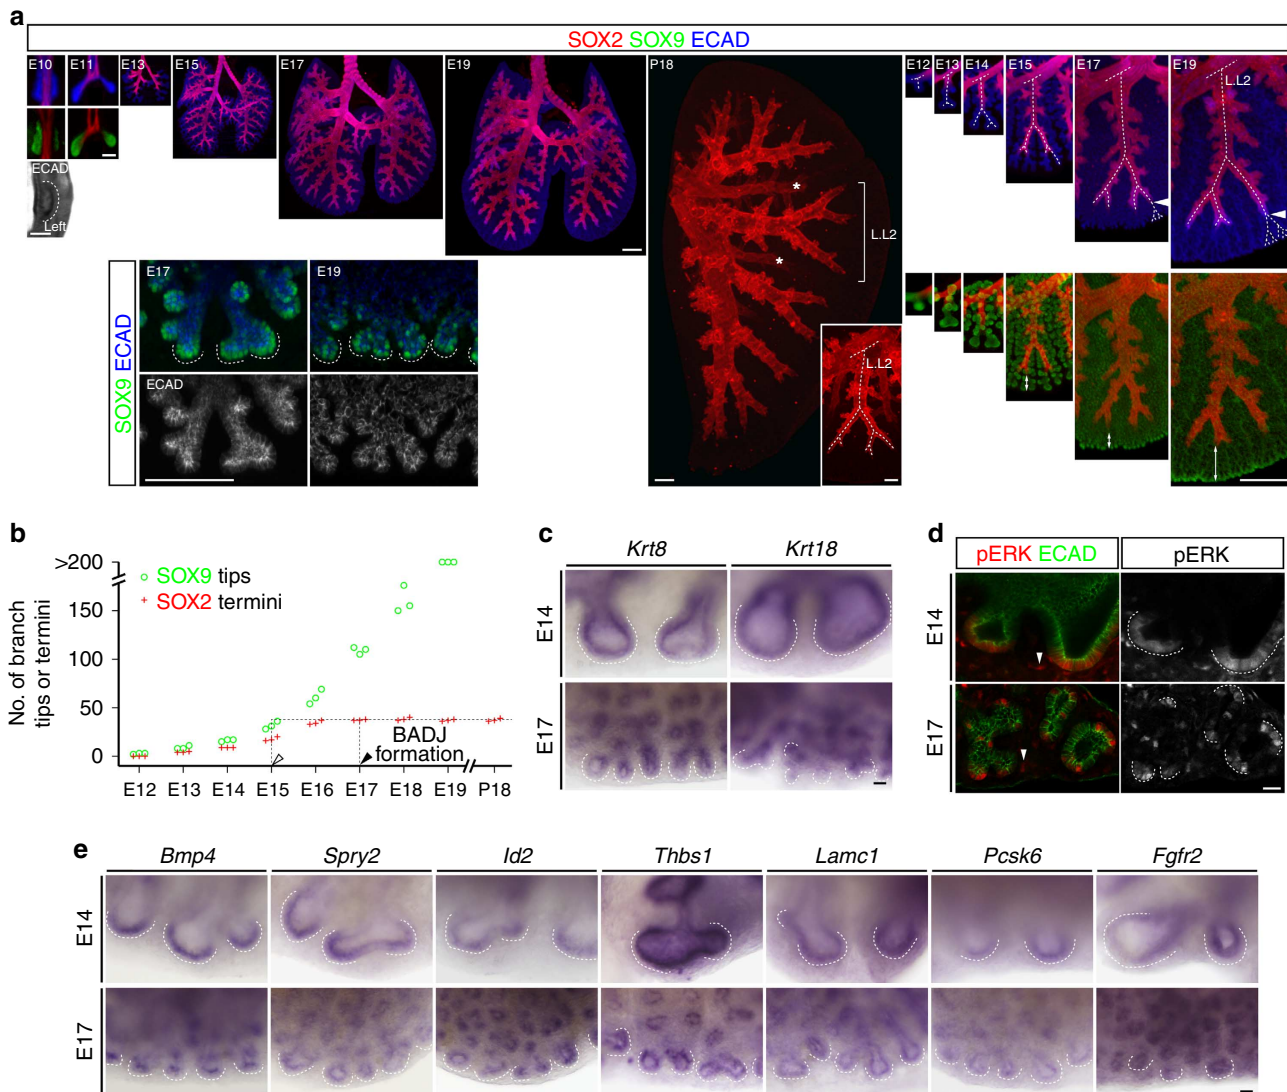 a
SOX2 SOX9 ECAD
E10
E11
E13
E15
E17
E19
P18
E12
E13
E14
E15
E17
E19
L.L2
ECAD
Left
L.L2
*
*
L.L2
SOX9 ECAD
E17
E19
ECAD
b
No. of branch
tips or termini
>200
150
100
50
0
SOX9 tips
SOX2 termini
BADJ
formation
E12 E13 E14 E15 E16 E17 E18 E19 P18
c
Krt8 Krt18
E14
E17
d
pERK ECAD
pERK
E14
E17
e
Bmp4 Spry2 Id2 Thbs1 Lamc1 Pcsk6 Fgfr2
E14
E17